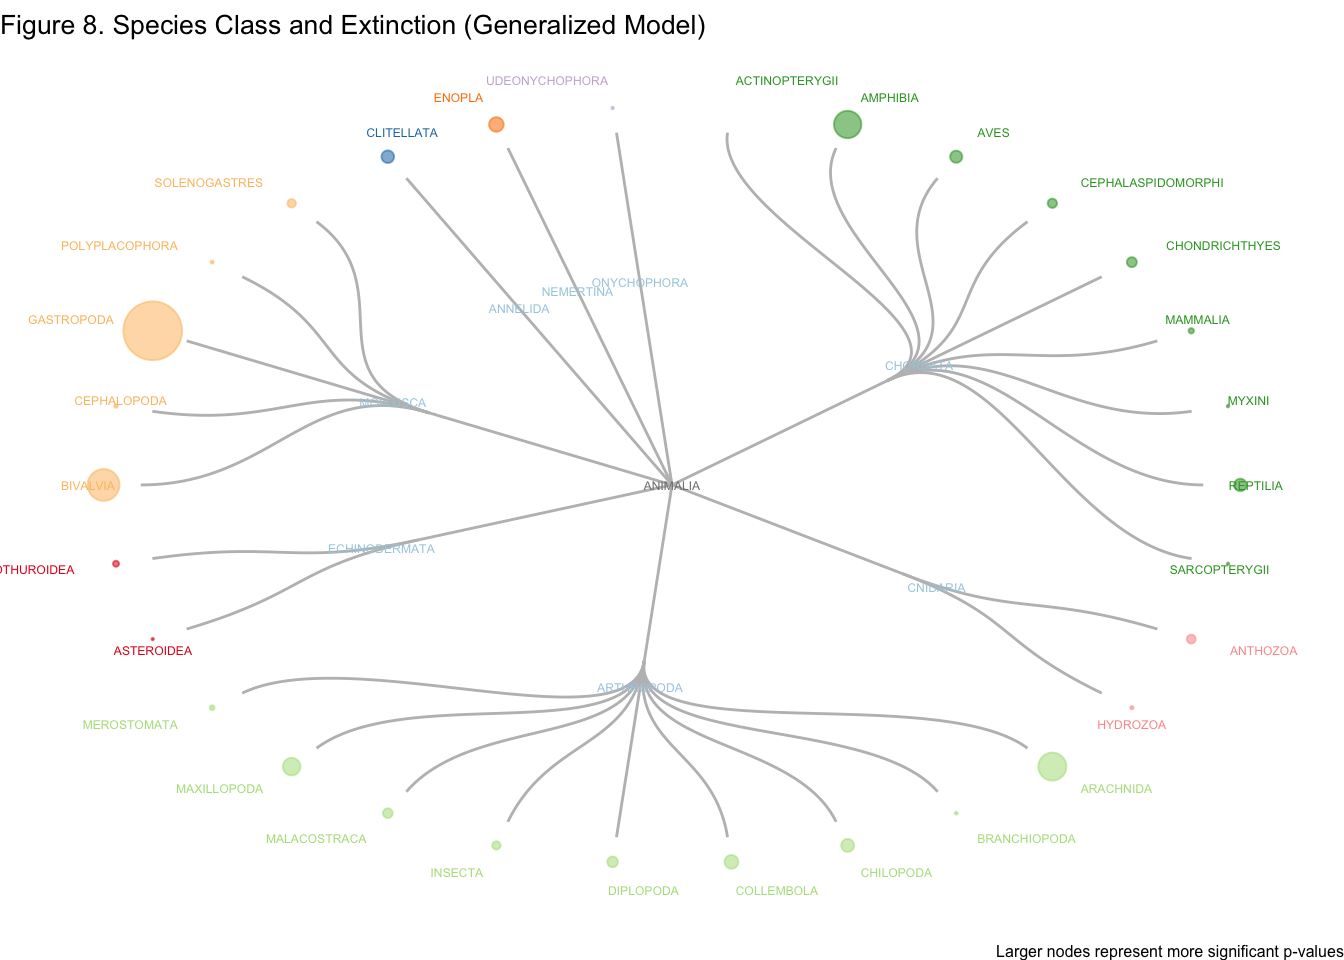 Figure 8. Species Class and Extinction (Generalized Model)
UDEONYCHOPHORA
ACTINOPTERYGII
ENOPLA
AMPHIBIA
CLITELLATA
AVES
SOLENOGASTRES
CEPHALASPIDOMORPHI
POLYPLACOPHORA
CHONDRICHTHYES
ONYCHOPHORA
NEMERTINA
ANNELIDA
GASTROPODA
MAMMALIA
CHORDATA
CEPHALOPODA
MOLLUSCA
MYXINI
BIVALVIA
ANIMALIA
REPTILIA
ECHINODERMATA
OTHUROIDEA
SARCOPTERYGII
CNIDARIA
ASTEROIDEA
ANTHOZOA
ARTHROPODA
MEROSTOMATA
HYDROZOA
MAXILLOPODA
ARACHNIDA
MALACOSTRACA
BRANCHIOPODA
INSECTA
CHILOPODA
DIPLOPODA
COLLEMBOLA
Larger nodes represent more significant p-values